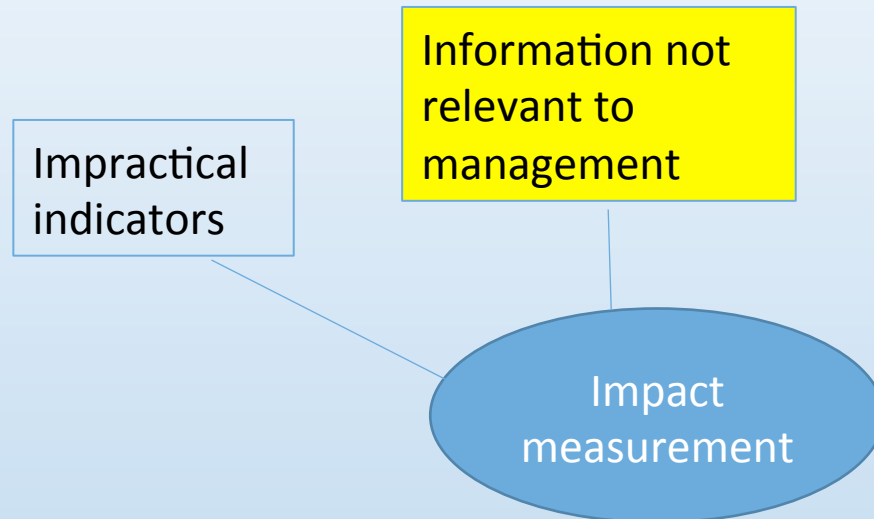 Information not
relevant to
management
Impractical
indicators
Impact
measurement